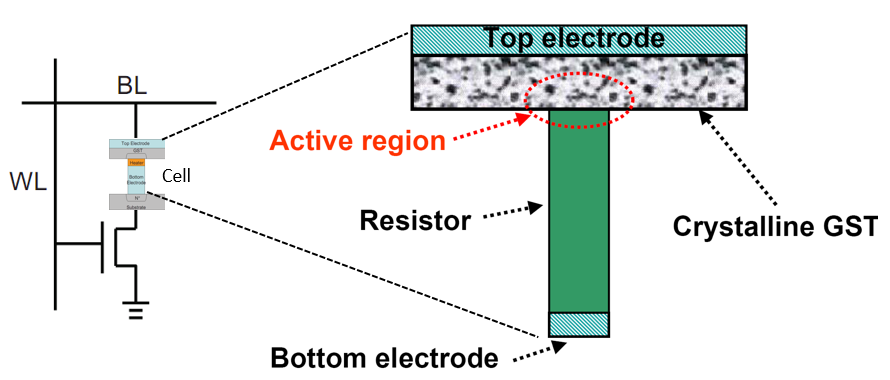 BL
WL
Top Electrode
GST
Heater
Bottom
Electrode
N+
Substrate
Cell
Top electrode
Active region
Resistor
Crystalline GST
Bottom electrode